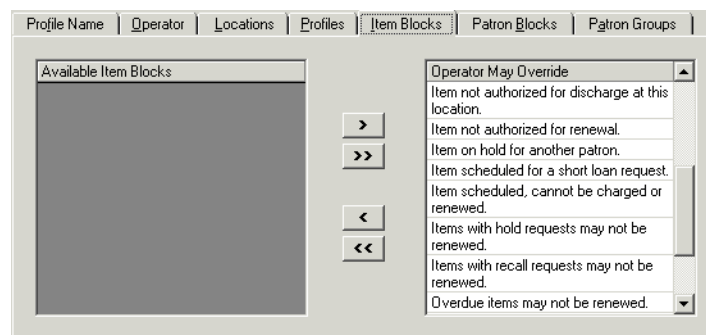 Profile Name Operator Locations Profiles Item Blocks Patron Blocks Patron Groups
Available Item Blocks
>
>>
<
<<
Operator May Override
Item not authorized for discharge at this
location.
Item not authorized for renewal.
Item on hold for another patron.
Item scheduled for a short loan request.
Item scheduled, cannot be charged or
renewed.
Items with hold requests may not be
renewed.
Items with recall requests may not be
renewed.
Overdue items may not be renewed.